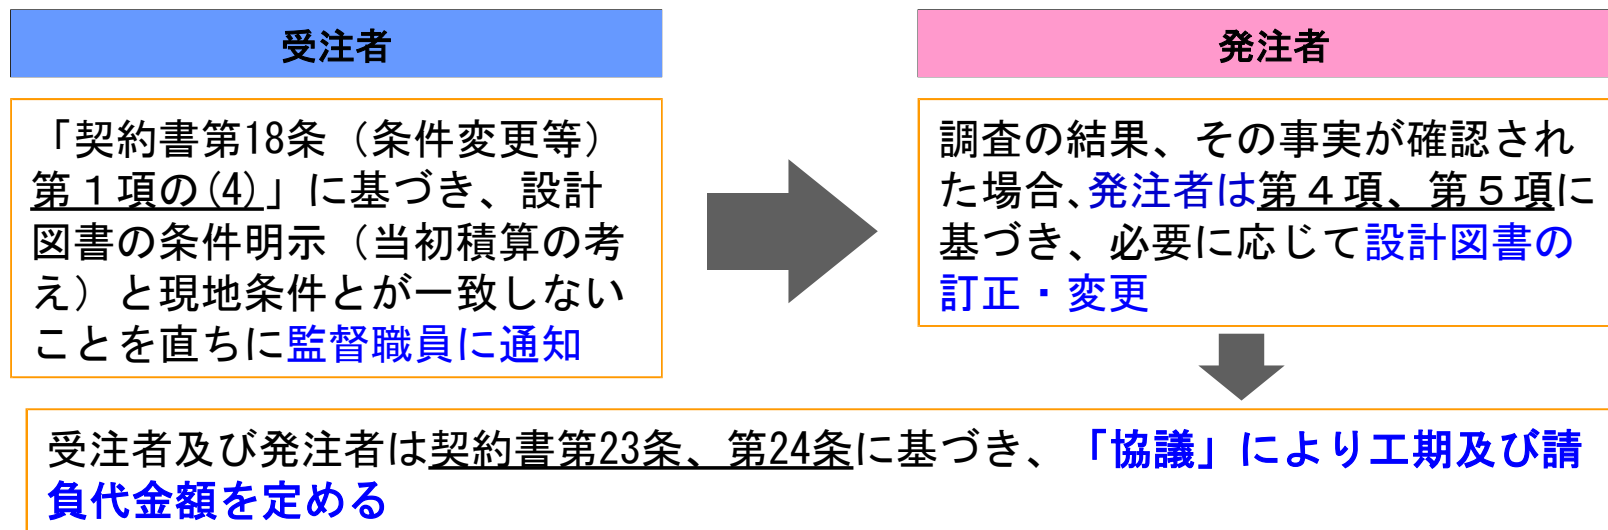 受注者
「契約書第18条（条件変更等）
第１項の(4)」に基づき、設計
図書の条件明示（当初積算の考
え）と現地条件とが一致しない
ことを直ちに監督職員に通知
発注者
調査の結果、その事実が確認され
た場合、発注者は第４項、第５項に
基づき、必要に応じて設計図書の
訂正・変更
受注者及び発注者は契約書第23条、第24条に基づき、「協議」により工期及び請
負代金額を定める